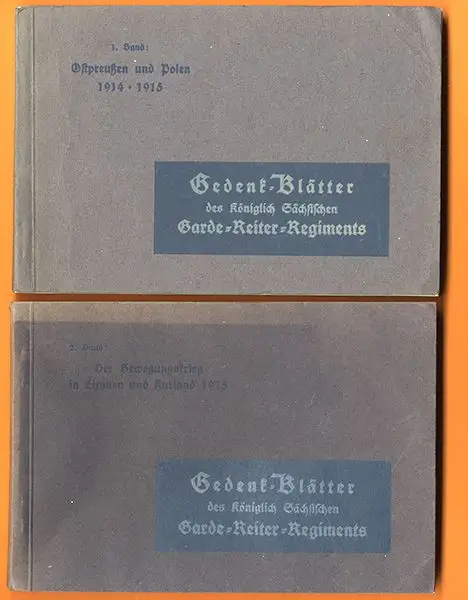 1. Band:
Ostpreußen und Polen
1914 · 1915
Gedenk-Blätter
des Königlich Sächsischen
Garde-Reiter-Regiments
2. Band:
Der Bewegungskrieg
in Litauen und Kurland 1915
Gedenk-Blätter
des Königlich Sächsischen
Garde-Reiter-Regiments